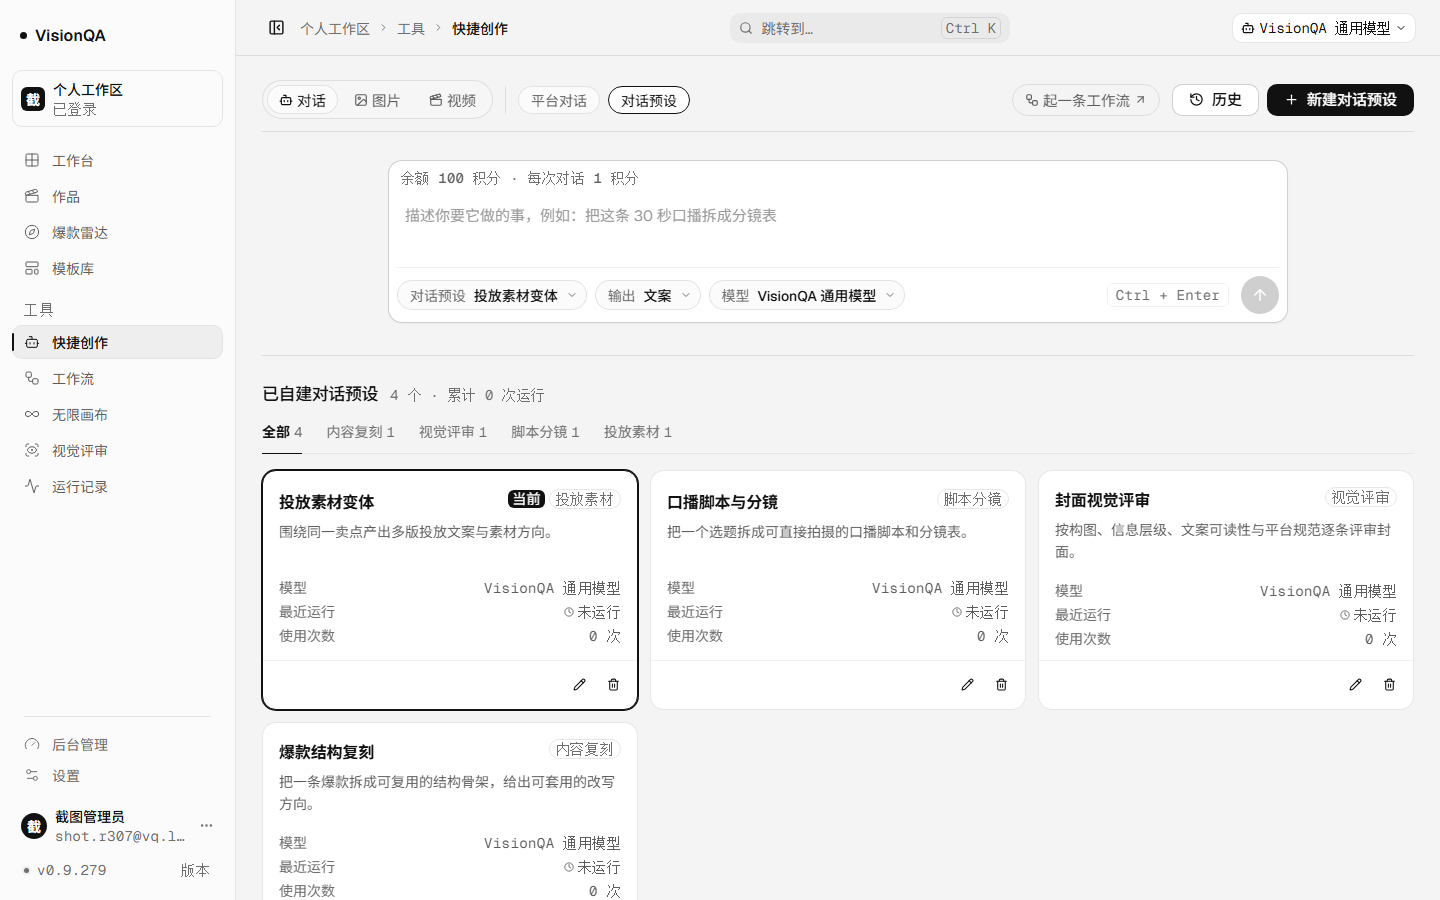 VisionQA
截
个人工作区
已登录
工作台
作品
爆款雷达
模板库
工具
快捷创作
工作流
无限画布
视觉评审
运行记录
后台管理
设置
截
截图管理员
shot.r307@vq.l…
v0.9.279 版本
个人工作区 › 工具 › 快捷创作
跳转到… Ctrl K
VisionQA 通用模型
对话 图片 视频 平台对话 对话预设
起一条工作流 历史 新建对话预设
余额 100 积分 · 每次对话 1 积分
描述你要它做的事，例如：把这条 30 秒口播拆成分镜表
对话预设 投放素材变体 输出 文案 模型 VisionQA 通用模型
Ctrl + Enter
已自建对话预设 4 个 · 累计 0 次运行
全部 4 内容复刻 1 视觉评审 1 脚本分镜 1 投放素材 1
投放素材变体 当前 投放素材
围绕同一卖点产出多版投放文案与素材方向。
模型 VisionQA 通用模型
最近运行 未运行
使用次数 0 次
口播脚本与分镜 脚本分镜
把一个选题拆成可直接拍摄的口播脚本和分镜表。
模型 VisionQA 通用模型
最近运行 未运行
使用次数 0 次
封面视觉评审 视觉评审
按构图、信息层级、文案可读性与平台规范逐条评审封
面。
模型 VisionQA 通用模型
最近运行 未运行
使用次数 0 次
爆款结构复刻 内容复刻
把一条爆款拆成可复用的结构骨架，给出可套用的改写
方向。
模型 VisionQA 通用模型
最近运行 未运行
使用次数 0 次